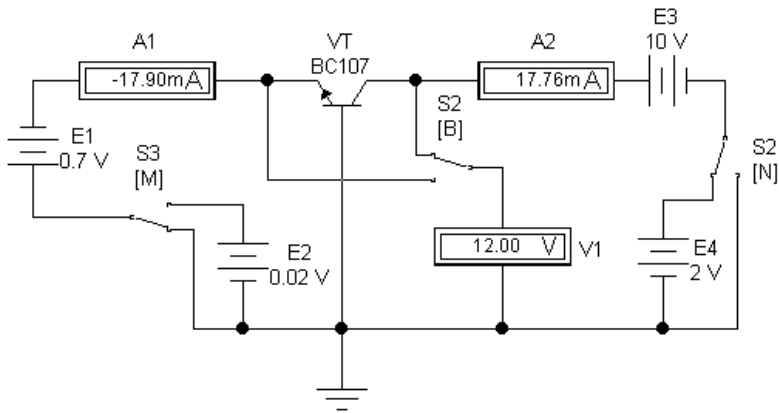 A1
-17.90mA
VT
BC107
A2
17.76mA
E3
10 V
E1
0.7 V
S3
[M]
S2
[B]
S2
[N]
E2
0.02 V
12.00 V
V1
E4
2 V